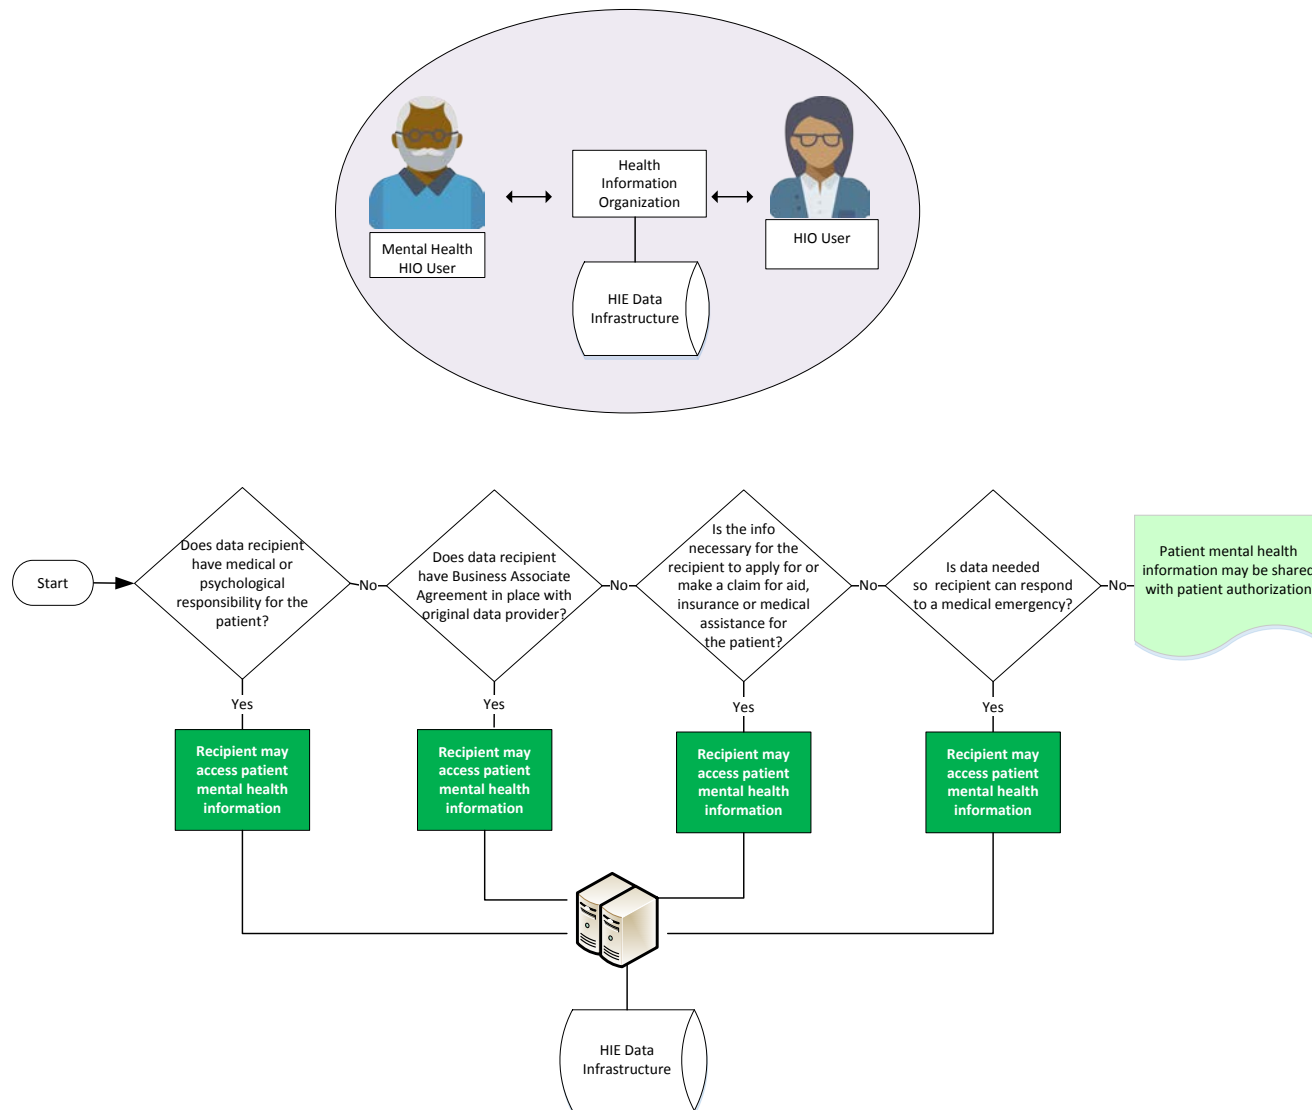 Health
Information
Organization
Mental Health
HIO User
HIO User
HIE Data
Infrastructure
Start
Does data recipient
have medical or
psychological
responsibility for the
patient?
No
Does data recipient
have Business Associate
Agreement in place with
original data provider?
No
Is the info
necessary for the
recipient to apply for or
make a claim for aid,
insurance or medical
assistance for
the patient?
No
Is data needed
so recipient can respond
to a medical emergency?
No
Patient mental health
information may be shared
with patient authorization
Yes
Yes
Yes
Yes
Recipient may
access patient
mental health
information
Recipient may
access patient
mental health
information
Recipient may
access patient
mental health
information
Recipient may
access patient
mental health
information
HIE Data
Infrastructure